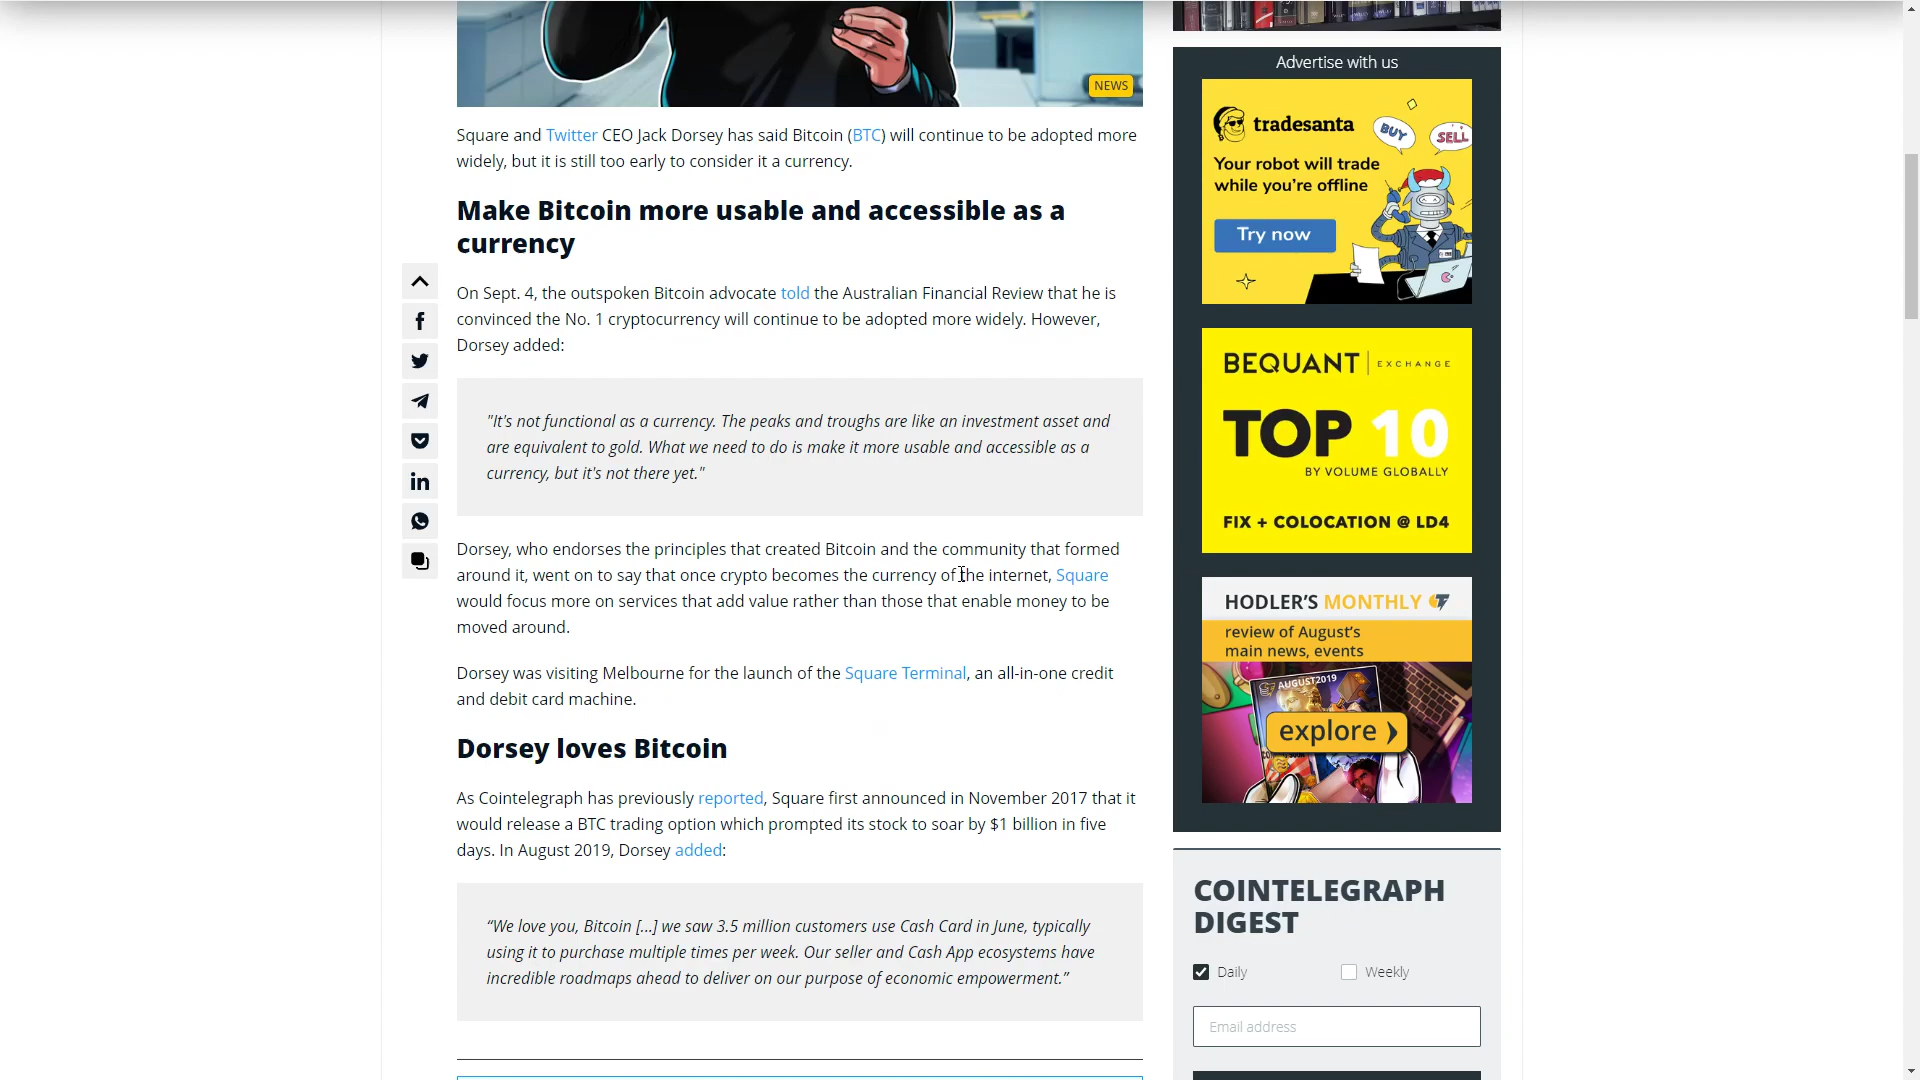 NEWS
Square and Twitter CEO Jack Dorsey has said Bitcoin (BTC) will continue to be adopted more
widely, but it is still too early to consider it a currency.
Make Bitcoin more usable and accessible as a
currency
On Sept. 4, the outspoken Bitcoin advocate told the Australian Financial Review that he is
convinced the No. 1 cryptocurrency will continue to be adopted more widely. However,
Dorsey added:
"It's not functional as a currency. The peaks and troughs are like an investment asset and
are equivalent to gold. What we need to do is make it more usable and accessible as a
currency, but it's not there yet."
Dorsey, who endorses the principles that created Bitcoin and the community that formed
around it, went on to say that once crypto becomes the currency of the internet, Square
would focus more on services that add value rather than those that enable money to be
moved around.
Dorsey was visiting Melbourne for the launch of the Square Terminal, an all-in-one credit
and debit card machine.
Dorsey loves Bitcoin
As Cointelegraph has previously reported, Square first announced in November 2017 that it
would release a BTC trading option which prompted its stock to soar by $1 billion in five
days. In August 2019, Dorsey added:
“We love you, Bitcoin [...] we saw 3.5 million customers use Cash Card in June, typically
using it to purchase multiple times per week. Our seller and Cash App ecosystems have
incredible roadmaps ahead to deliver on our purpose of economic empowerment.”
Advertise with us
tradesanta
BUY
SELL
Your robot will trade
while you’re offline
Try now
BEQUANT EXCHANGE
TOP 10
BY VOLUME GLOBALLY
FIX + COLOCATION @ LD4
HODLER’S MONTHLY
review of August’s
main news, events
AUGUST2019
explore
COINTELEGRAPH
DIGEST
Daily
Weekly
Email address